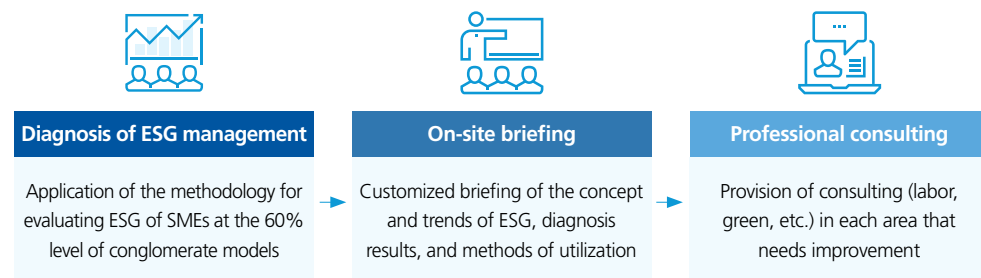 Diagnosis of ESG management
Application of the methodology for
evaluating ESG of SMEs at the 60%
level of conglomerate models
On-site briefing
Customized briefing of the concept
and trends of ESG, diagnosis
results, and methods of utilization
Professional consulting
Provision of consulting (labor,
green, etc.) in each area that
needs improvement